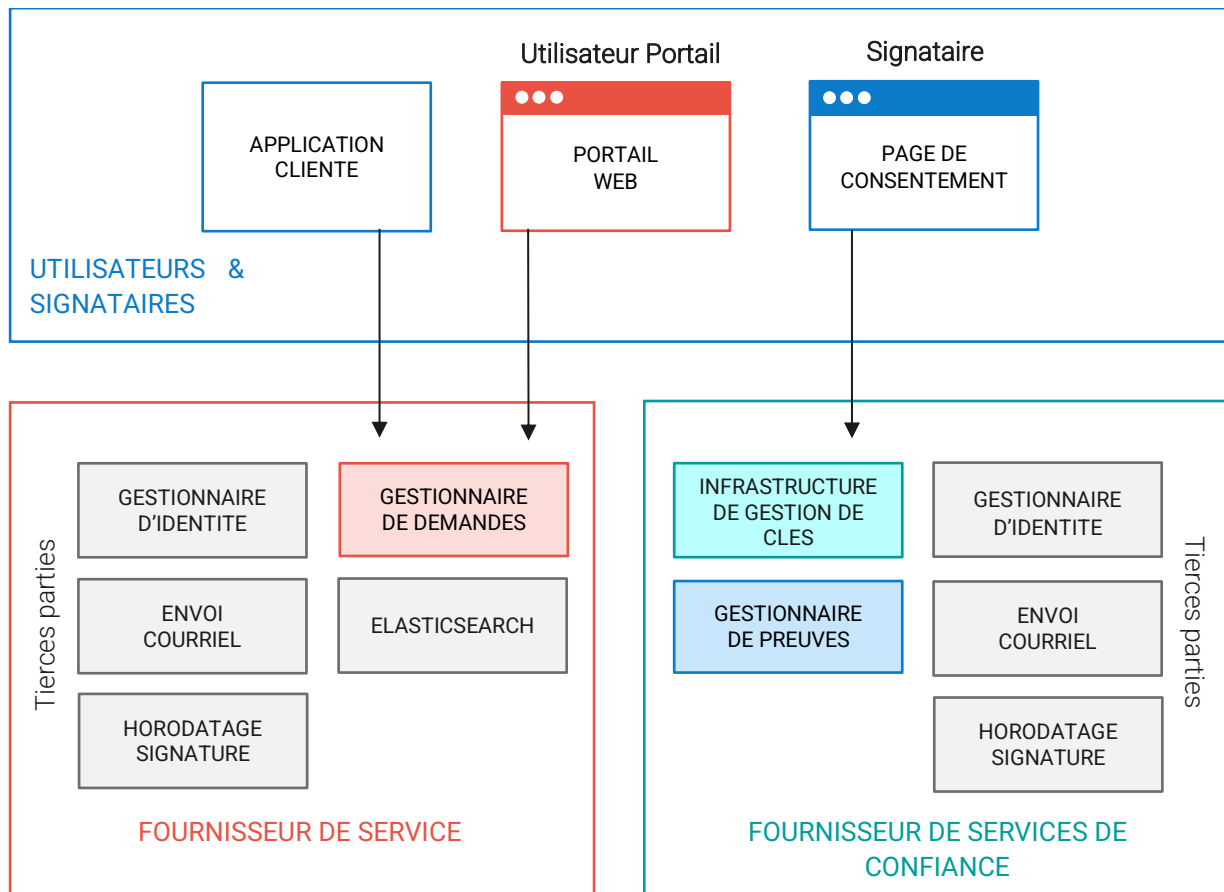 Utilisateur Portail
Signataire
APPLICATION
CLIENTE
PORTAIL
WEB
PAGE DE
CONSENTEMENT
UTILISATEURS &
SIGNATAIRES
Tierces parties
GESTIONNAIRE
D'IDENTITE
GESTIONNAIRE
DE DEMANDES
ENVOI
COURRIEL
ELASTICSEARCH
HORODATAGE
SIGNATURE
FOURNISSEUR DE SERVICE
INFRASTRUCTURE
DE GESTION DE
CLES
GESTIONNAIRE
D'IDENTITE
GESTIONNAIRE
DE PREUVES
ENVOI
COURRIEL
HORODATAGE
SIGNATURE
Tierces parties
FOURNISSEUR DE SERVICES DE
CONFIANCE